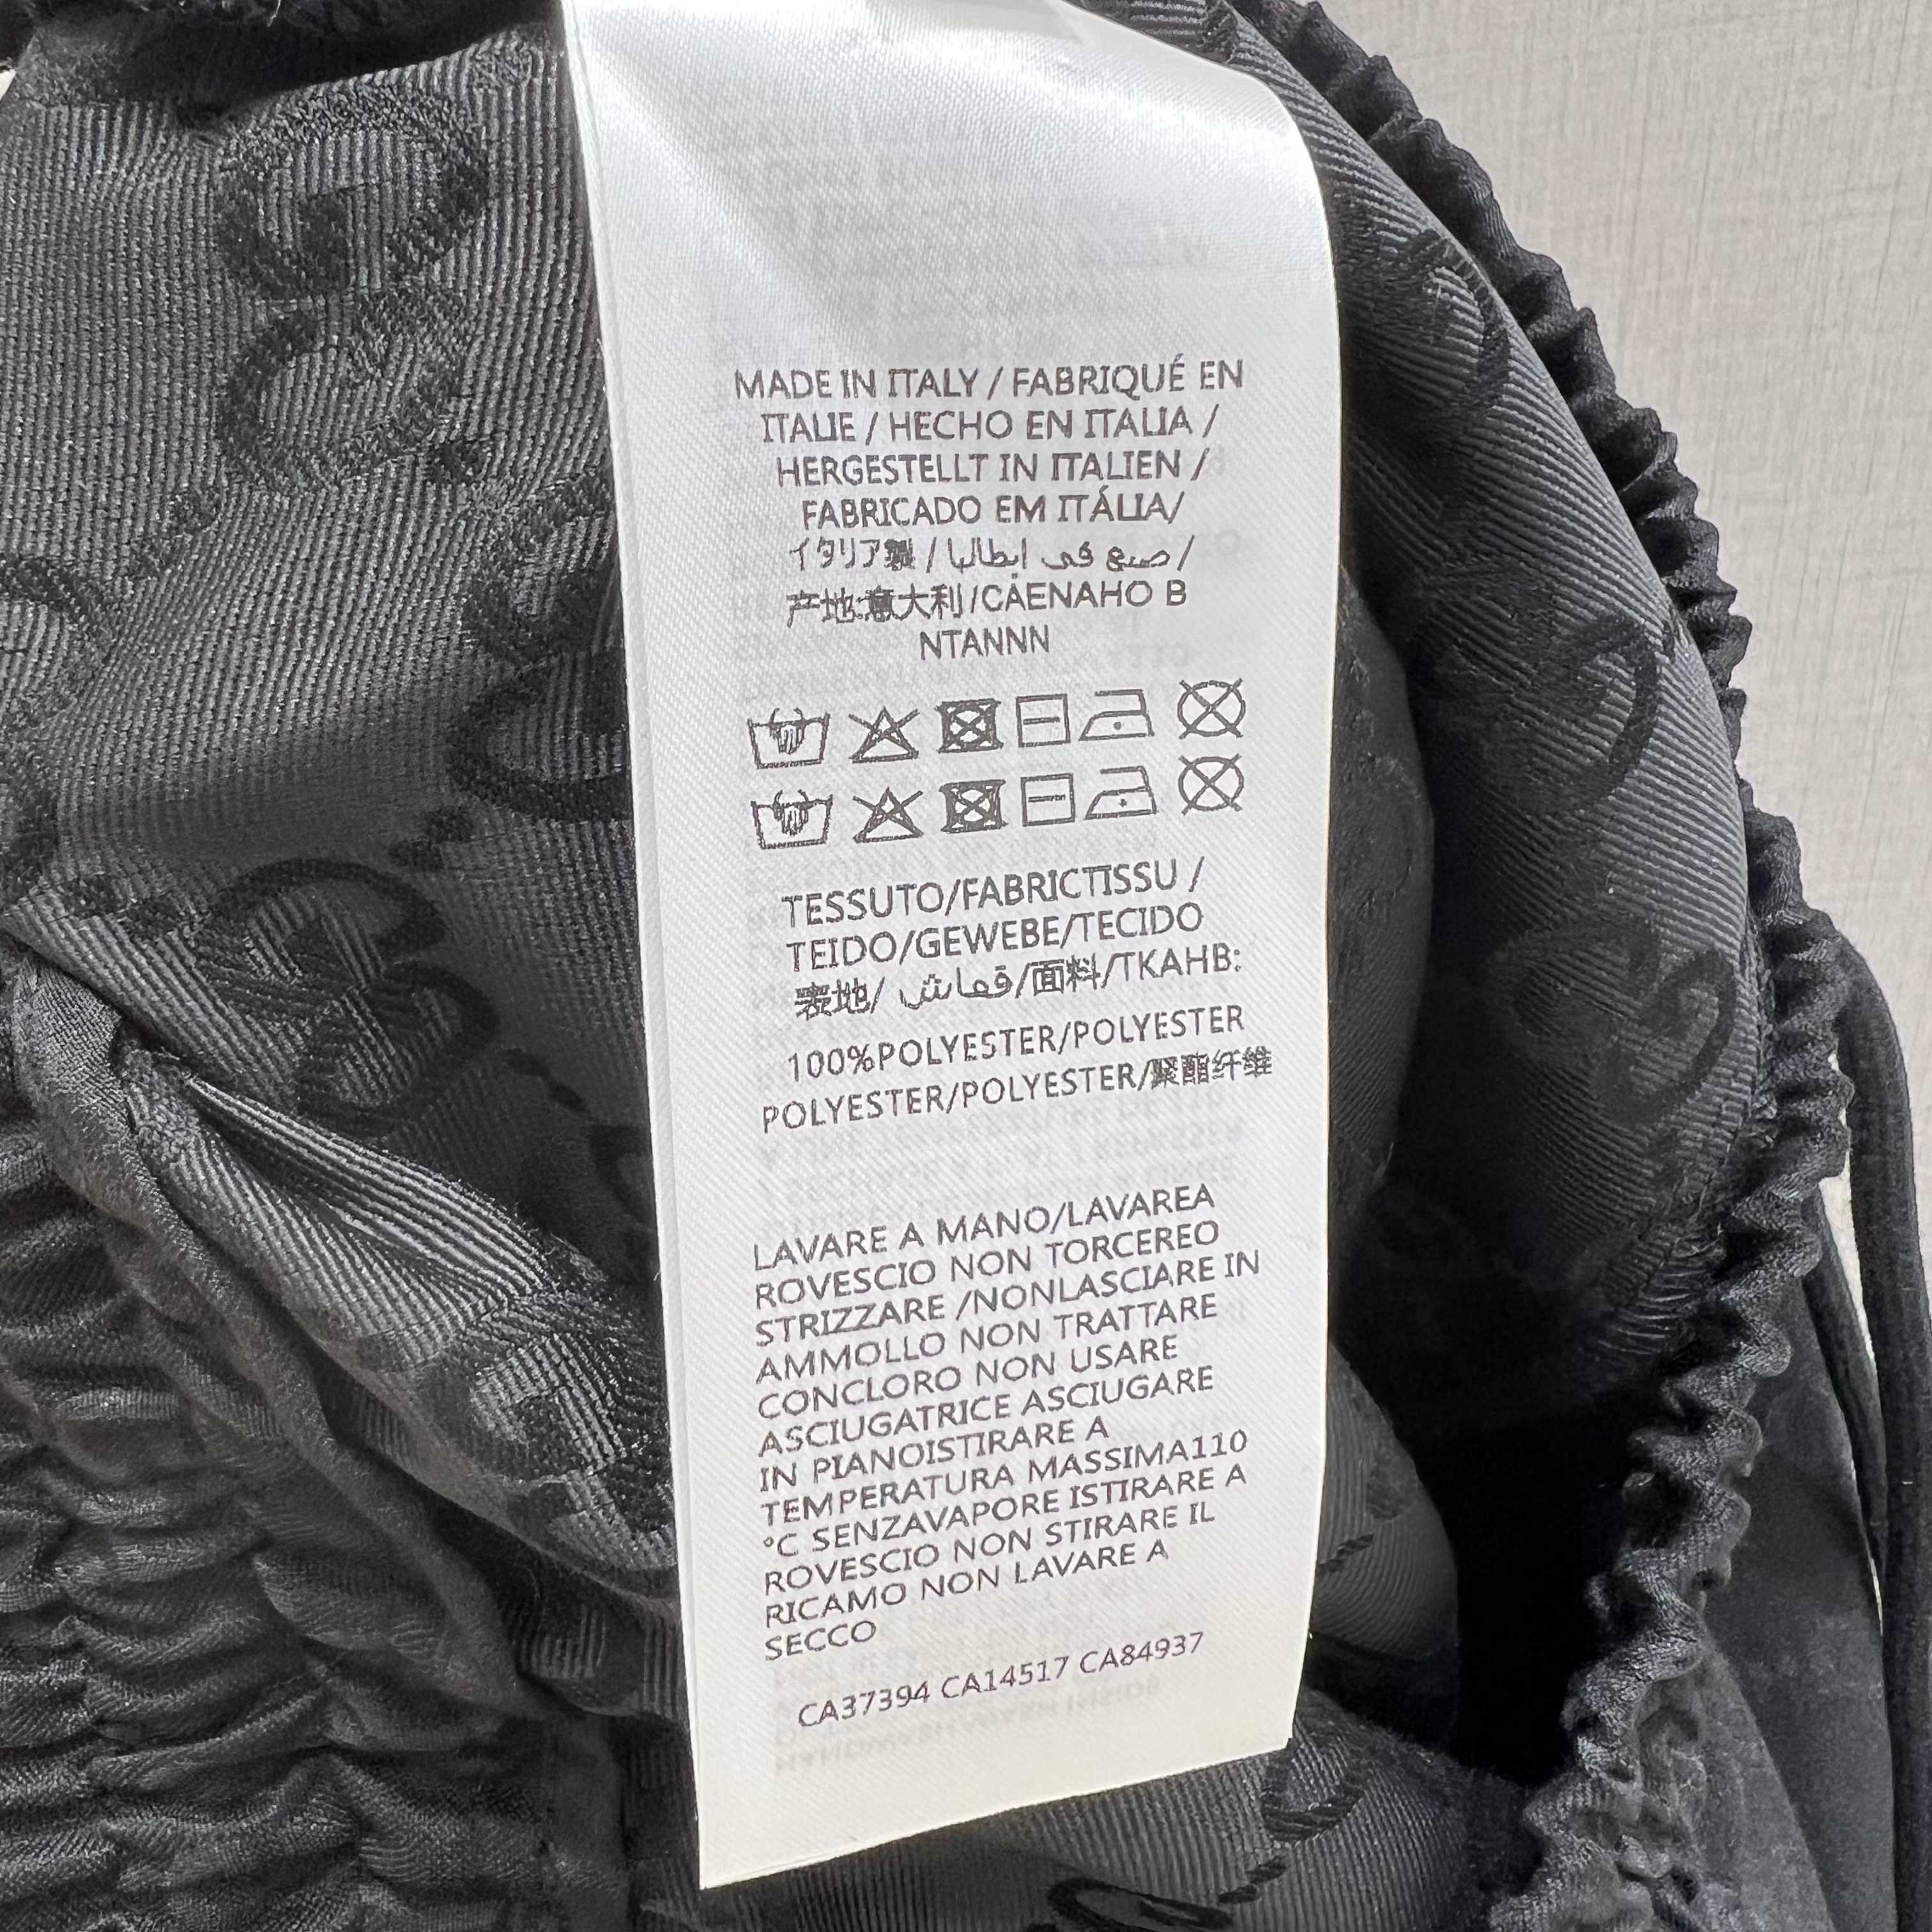 MADE IN ITALY / FABRIQUÉ EN
ITALIE / HECHO EN ITALIA /
HERGESTELLT IN ITALIEN /
FABRICADO EM ITÁLIA/
イタリア製 / صنع في ايطاليا /
产地:意大利/CÀENAHO B
NTANNN
TESSUTO/FABRICTISSU /
TEIDO/GEWEBE/TECIDO
表地/ قماش/面料/TKAHB:
100%POLYESTER/POLYESTER
POLYESTER/POLYESTER/聚酯纤维
LAVARE A MANO/LAVAREA
ROVESCIO NON TORCEREO
STRIZZARE /NONLASCIARE IN
AMMOLLO NON TRATTARE
CONCLORO NON USARE
ASCIUGATRICE ASCIUGARE
IN PIANOISTIRARE A
TEMPERATURA MASSIMA110
°C SENZAVAPORE ISTIRARE A
ROVESCIO NON STIRARE IL
RICAMO NON LAVARE A
SECCO
CA37394 CA14517 CA84937